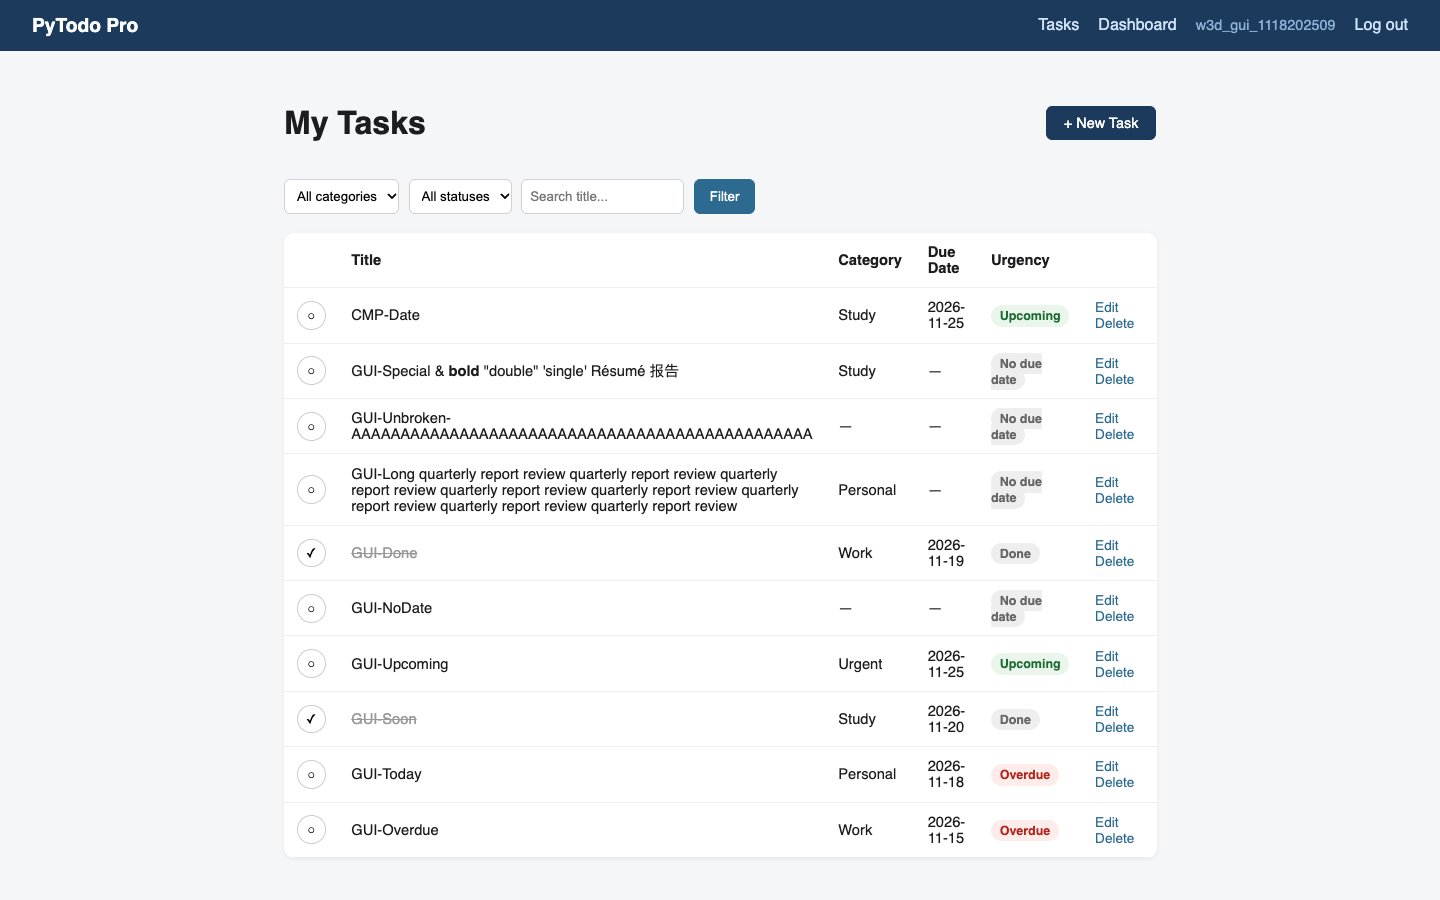 PyTodo Pro
Tasks Dashboard w3d_gui_1118202509 Log out
My Tasks
+ New Task
All categories All statuses Search title... Filter
Title Category Due Date Urgency
○ CMP-Date Study 2026-11-25 Upcoming Edit Delete
○ GUI-Special & bold "double" 'single' Résumé 报告 Study — No due date Edit Delete
○ GUI-Unbroken-
AAAAAAAAAAAAAAAAAAAAAAAAAAAAAAAAAAAAAAAAAAAAAAAA — — No due date Edit Delete
○ GUI-Long quarterly report review quarterly report review quarterly
report review quarterly report review quarterly report review quarterly
report review quarterly report review quarterly report review Personal — No due date Edit Delete
✓ GUI-Done Work 2026-11-19 Done Edit Delete
○ GUI-NoDate — — No due date Edit Delete
○ GUI-Upcoming Urgent 2026-11-25 Upcoming Edit Delete
✓ GUI-Soon Study 2026-11-20 Done Edit Delete
○ GUI-Today Personal 2026-11-18 Overdue Edit Delete
○ GUI-Overdue Work 2026-11-15 Overdue Edit Delete